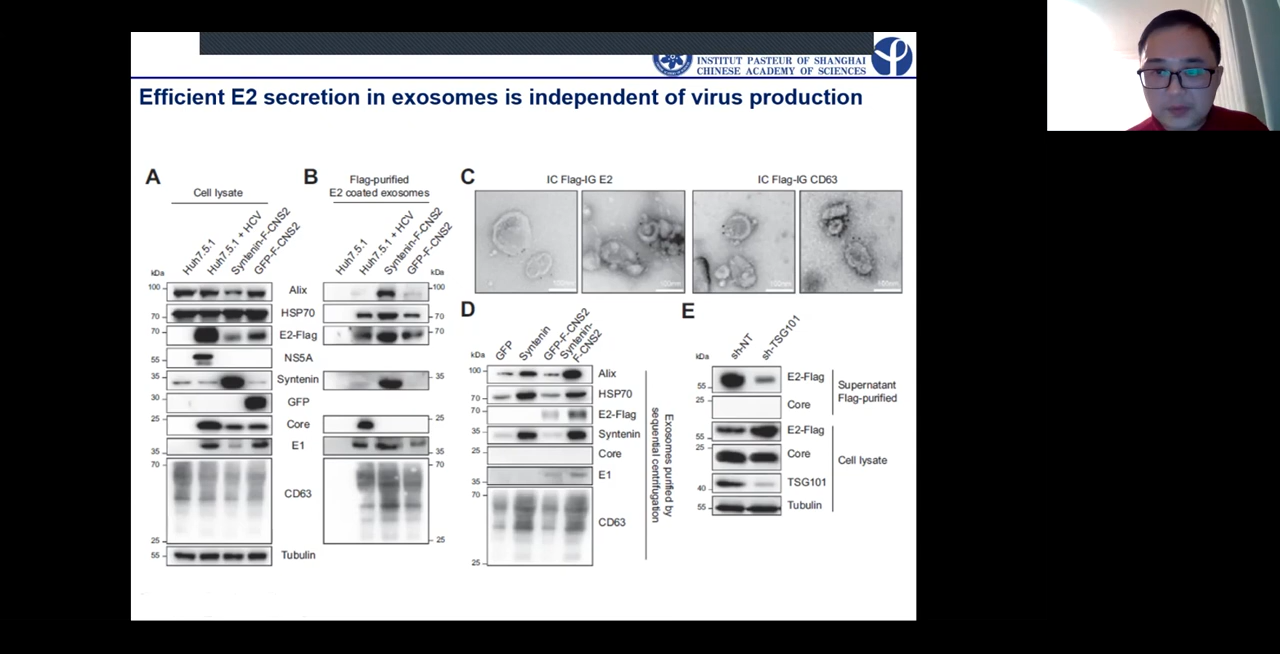 INSTITUT PASTEUR OF SHANGHAI
CHINESE ACADEMY OF SCIENCES
Efficient E2 secretion in exosomes is independent of virus production
A
Cell lysate
Huh7.5.1
Huh7.5.1 + HCV
Syntenin-F-CNS2
GFP-F-CNS2
kDa
100
Alix
70
HSP70
70
E2-Flag
55
NS5A
35
Syntenin
30
GFP
25
Core
35
E1
70
CD63
25
55
Tubulin
B
Flag-purified
E2 coated exosomes
Huh7.5.1
Huh7.5.1 + HCV
Syntenin-F-CNS2
GFP-F-CNS2
kDa
100
70
70
35
25
35
70
25
C
IC Flag-IG E2
IC Flag-IG CD63
D
GFP
Syntenin
GFP-F-CNS2
Syntenin-
F-CNS2
kDa
100
Alix
70
HSP70
70
E2-Flag
35
Syntenin
25
Core
35
E1
70
CD63
25
Exosomes purified by
sequential centrifugation
E
sh-NT
sh-TSG101
kDa
55
E2-Flag
25
Core
Supernatant
Flag-purified
55
E2-Flag
25
Core
40
TSG101
55
Tubulin
Cell lysate